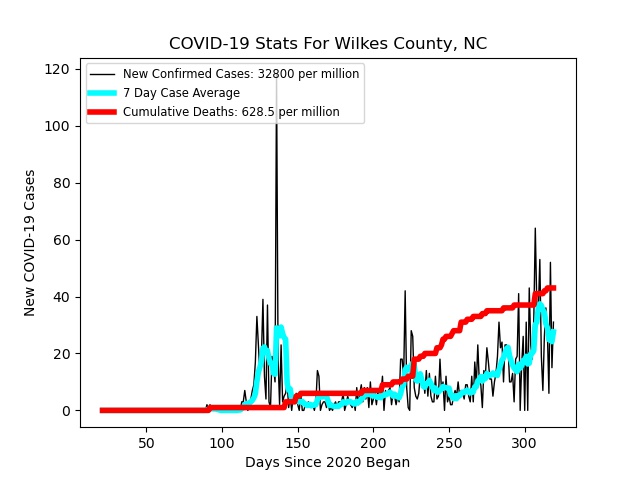 COVID-19 Stats For Wilkes County, NC
New Confirmed Cases: 32800 per million
7 Day Case Average
Cumulative Deaths: 628.5 per million
New COVID-19 Cases
120
100
80
60
40
20
0
50 100 150 200 250 300
Days Since 2020 Began